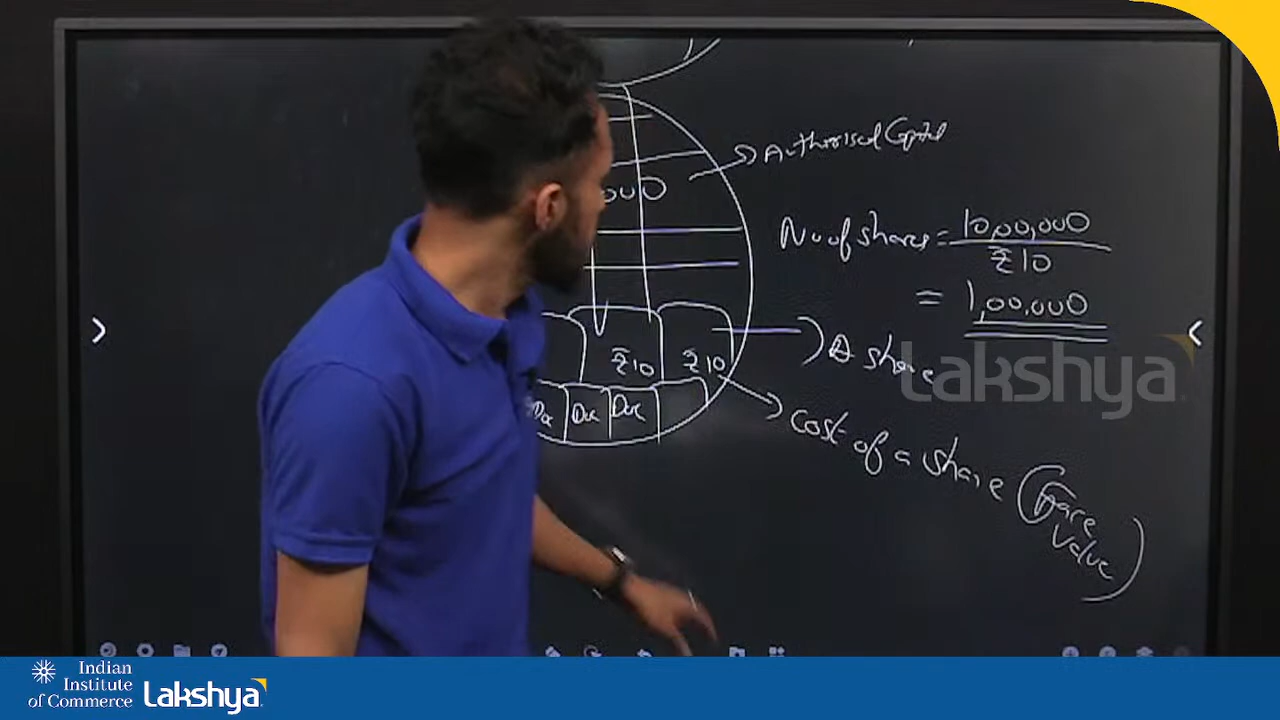 Authorised Capital
000
No of shares = 10,00,000
₹10
= 1,00,000
A share
₹10 ₹10
cost of a share (Face
value)
Lakshya
Indian
Institute
of Commerce
Lakshya